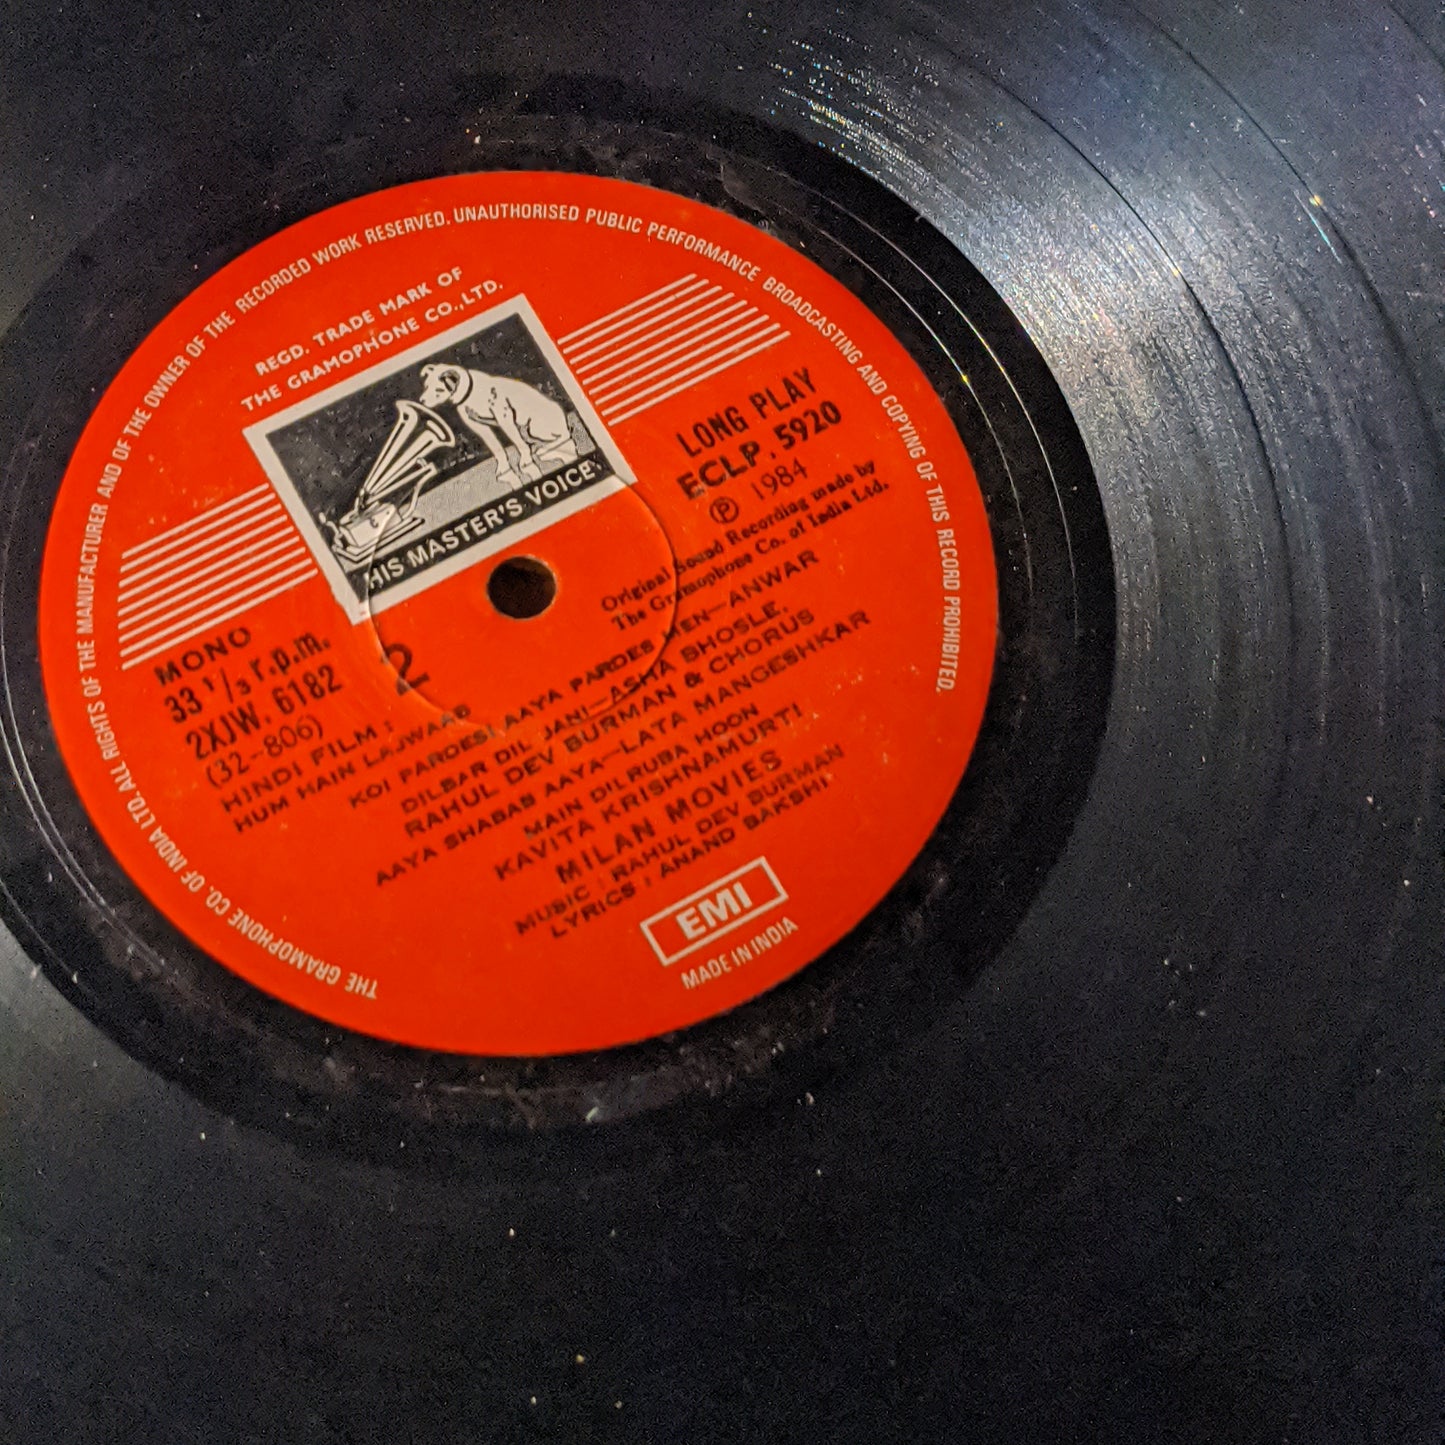 THE GRAMOPHONE CO. OF INDIA LTD. ALL RIGHTS OF THE MANUFACTURER AND OF THE OWNER OF THE RECORDED WORK RESERVED. UNAUTHORISED PUBLIC PERFORMANCE BROADCASTING AND COPYING OF THIS RECORD PROHIBITED.
REGD. TRADE MARK OF
THE GRAMOPHONE CO., LTD.
HIS MASTER'S VOICE
LONG PLAY
ECLP. 5920
Ⓟ 1984
Original Sound Recording made by
The Gramophone Co. of India Ltd.
MONO
33 1/3 r.p.m.
2XJW. 6182
(32-806)
2
HINDI FILM :
HUM HAIN LAJWAAB
KOI PARDESI AAYA PARDES MEN—ANWAR
DILBAR DIL JANI—ASHA BHOSLE,
RAHUL DEV BURMAN & CHORUS
AAYA SHABAB AAYA—LATA MANGESHKAR
MAIN DILRUBA HOON
KAVITA KRISHNAMURTI
MILAN MOVIES
MUSIC : RAHUL DEV BURMAN
LYRICS : ANAND BAKSHI
EMI
MADE IN INDIA